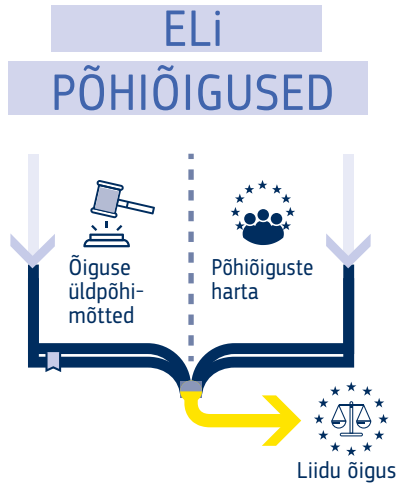 ELi
PÕHIÕIGUSED
Õiguse
üldpõhi-
mõtted
Põhiõiguste
harta
Liidu õigus